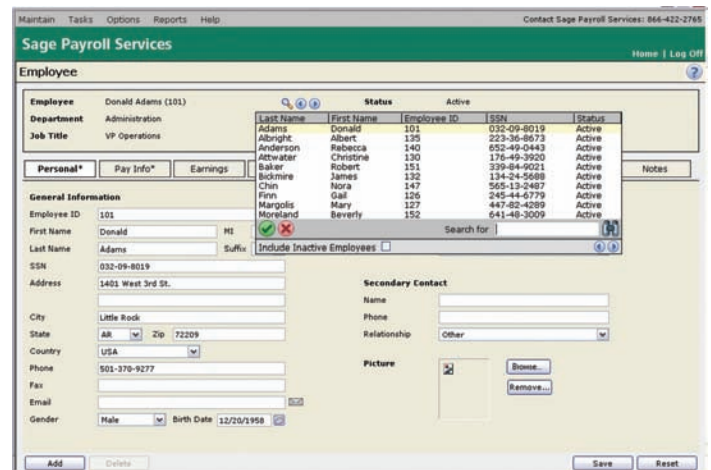 Maintain Tasks Options Reports Help Contact Sage Payroll Services: 866-422-2765
Sage Payroll Services
Home | Log Off
Employee ?
Employee Donald Adams (101) Status Active
Department Administration
Job Title VP Operations
Last Name First Name Employee ID SSN Status
Adams Donald 101 032-09-8019 Active
Albright Albert 135 223-36-8673 Active
Anderson Rebecca 140 652-49-0443 Active
Attwater Christine 130 176-49-3920 Active
Baker Robert 151 339-84-9021 Active
Bickmire James 132 134-24-5688 Active
Chin Nora 147 565-13-2487 Active
Finn Gail 126 245-44-6779 Active
Margolis Mary 127 447-82-4289 Active
Moreland Beverly 152 641-48-3009 Active
Search for
Include Inactive Employees
Personal* Pay Info* Earnings Notes
General Information
Employee ID 101
First Name Donald MI
Last Name Adams Suffix
SSN 032-09-8019
Address 1401 West 3rd St.
City Little Rock
State AR Zip 72209
Country USA
Phone 501-370-9277
Fax
Email
Gender Male Birth Date 12/20/1958
Secondary Contact
Name
Phone
Relationship Other
Picture Browse...
Remove...
Add Delete Save Reset